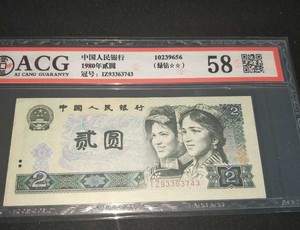 ACG
AI CANG GUARANTY
中国人民银行
1980年贰圆
冠号: IZ93363743
10239656
(绿钻☆☆)
58
中国人民银行
贰圆
2
IZ93363743
2